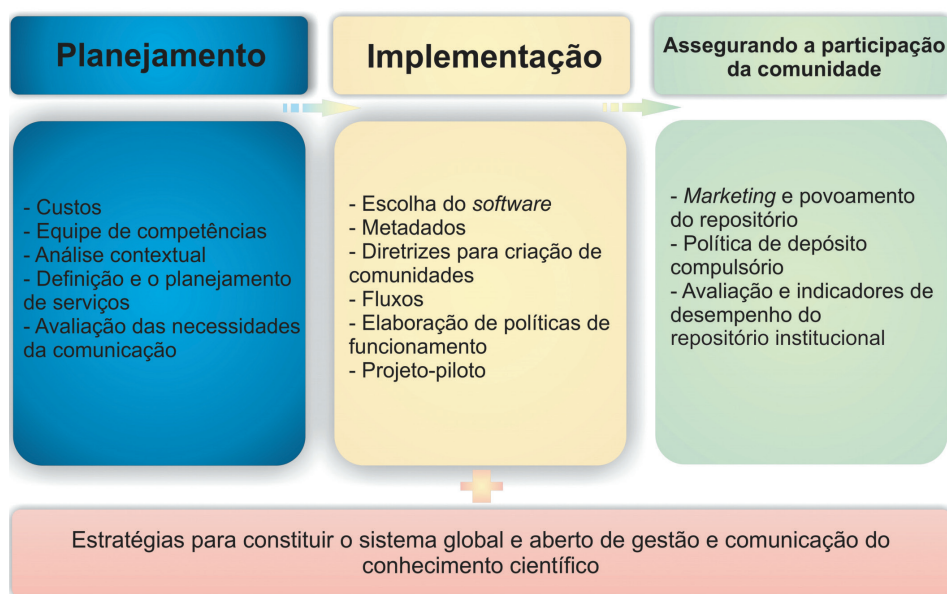 Planejamento
- Custos
- Equipe de competências
- Análise contextual
- Definição e o planejamento
de serviços
- Avaliação das necessidades
da comunicação
Implementação
- Escolha do software
- Metadados
- Diretrizes para criação de
comunidades
- Fluxos
- Elaboração de políticas de
funcionamento
- Projeto-piloto
Assegurando a participação
da comunidade
- Marketing e povoamento
do repositório
- Política de depósito
compulsório
- Avaliação e indicadores de
desempenho do
repositório institucional
Estratégias para constituir o sistema global e aberto de gestão e comunicação do
conhecimento científico